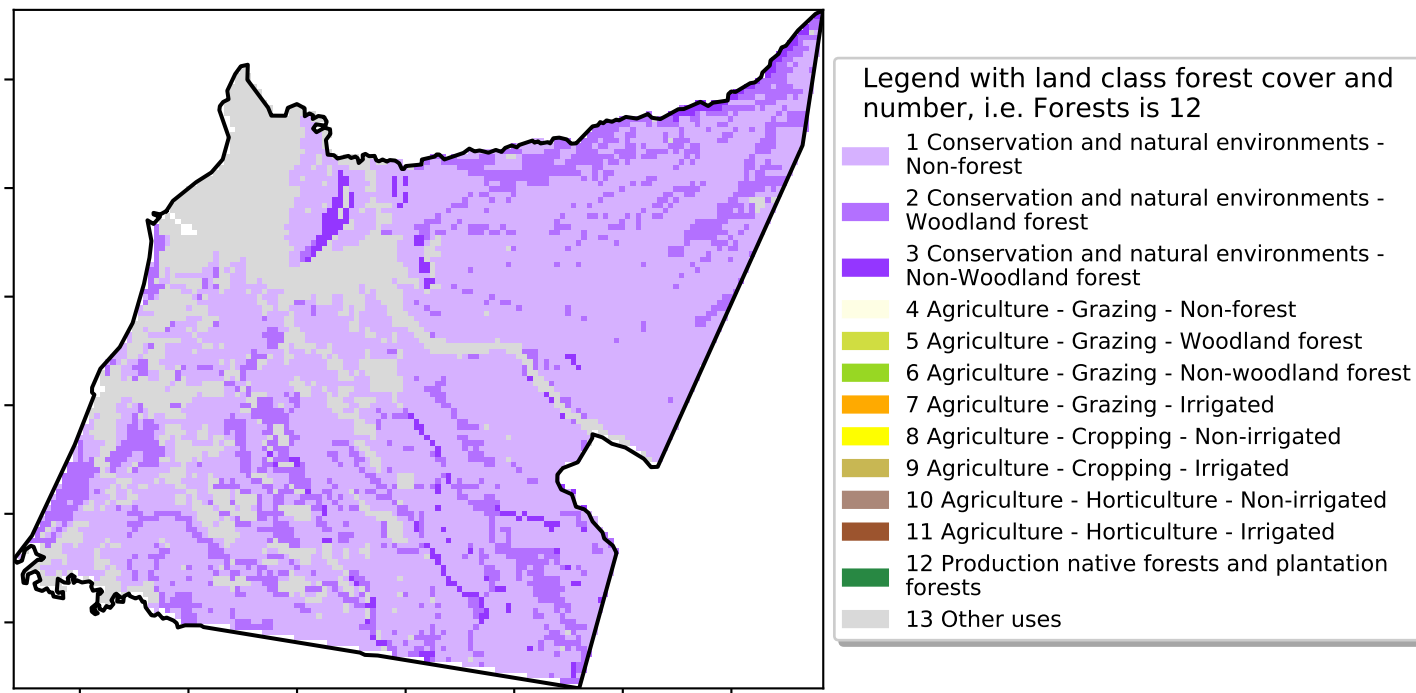 Legend with land class forest cover and
number, i.e. Forests is 12
1 Conservation and natural environments -
Non-forest
2 Conservation and natural environments -
Woodland forest
3 Conservation and natural environments -
Non-Woodland forest
4 Agriculture - Grazing - Non-forest
5 Agriculture - Grazing - Woodland forest
6 Agriculture - Grazing - Non-woodland forest
7 Agriculture - Grazing - Irrigated
8 Agriculture - Cropping - Non-irrigated
9 Agriculture - Cropping - Irrigated
10 Agriculture - Horticulture - Non-irrigated
11 Agriculture - Horticulture - Irrigated
12 Production native forests and plantation
forests
13 Other uses